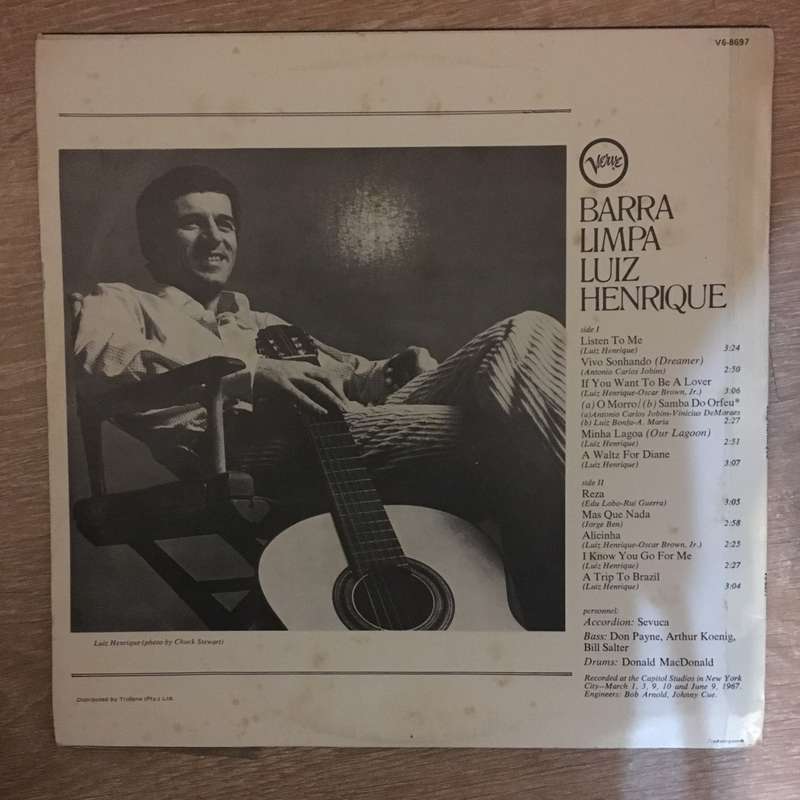 V6-8697
Verve
BARRA
LIMPA
LUIZ
HENRIQUE
side I
Listen To Me
(Luiz Henrique) 3:24
Vivo Sonhando (Dreamer)
(Antonio Carlos Jobim) 2:50
If You Want To Be A Lover
(Luiz Henrique-Oscar Brown, Jr.) 3:06
(a) O Morro/(b) Samba Do Orfeu*
(a)Antonio Carlos Jobim-Vinicius DeMoraes
(b) Luiz Bonfa-A. Maria 2:27
Minha Lagoa (Our Lagoon)
(Luiz Henrique) 2:51
A Waltz For Diane
(Luiz Henrique) 3:07
side II
Reza
(Edu Lobo-Rui Guerra) 3:05
Mas Que Nada
(Jorge Ben) 2:58
Alicinha
(Luiz Henrique-Oscar Brown, Jr.) 2:25
I Know You Go For Me
(Luiz Henrique) 2:27
A Trip To Brazil
(Luiz Henrique) 3:04
personnel:
Accordion: Sevuca
Bass: Don Payne, Arthur Koenig,
Bill Salter
Drums: Donald MacDonald
Recorded at the Capitol Studios in New York
City--March 1, 3, 9, 10 and June 9, 1967.
Engineers: Bob Arnold, Johnny Cue.
Luiz Henrique (photo by Chuck Stewart)
Distributed by Trutone (Pty.) Ltd.